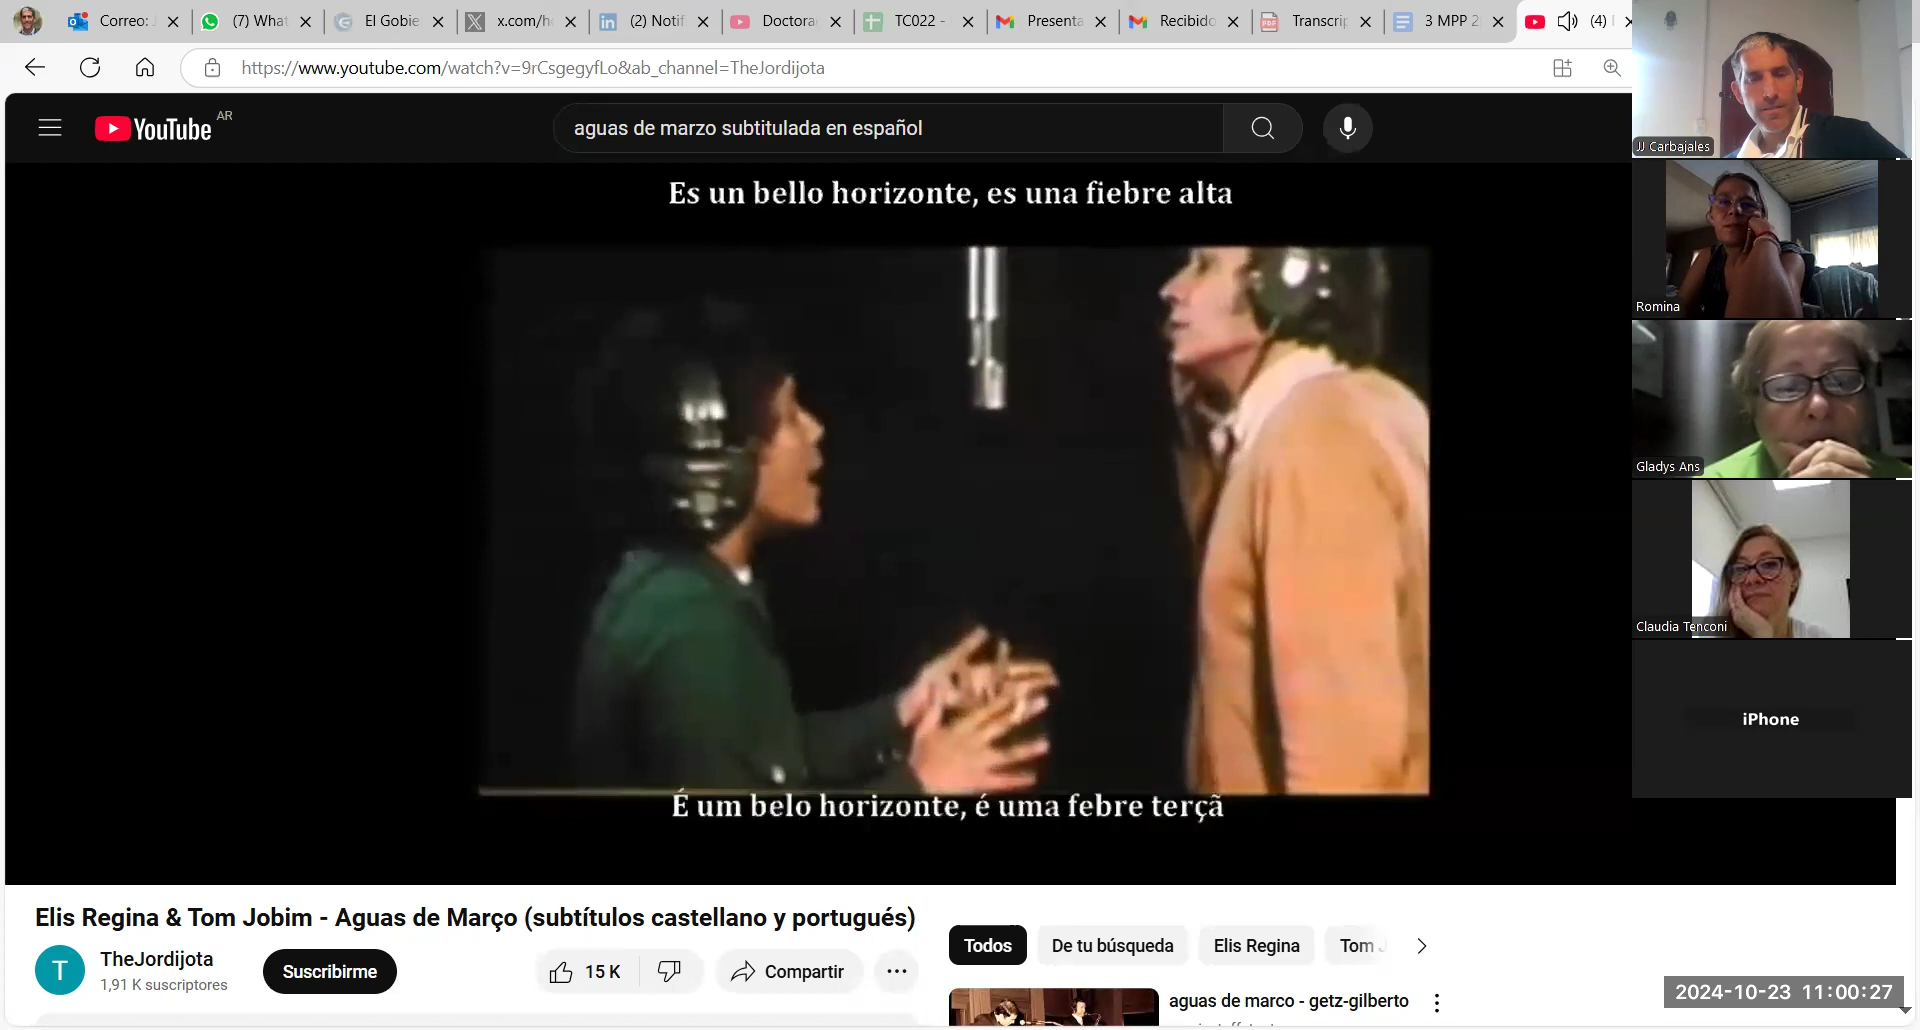 Correo:
(7) What
El Gobie
x.com/h
(2) Notif
Doctora
TC022 -
Presenta
Recibido
Transcrip
3 MPP 2
(4)
https://www.youtube.com/watch?v=9rCsgegyfLo&ab_channel=TheJordijota
YouTube AR
aguas de marzo subtitulada en español
Es un bello horizonte, es una fiebre alta
É um belo horizonte, é uma febre terçã
JJ Carbajales
Romina
Gladys Ans
Claudia Tenconi
iPhone
Elis Regina & Tom Jobim - Aguas de Março (subtítulos castellano y portugués)
T
TheJordijota
1,91 K suscriptores
Suscribirme
15 K
Compartir
Todos
De tu búsqueda
Elis Regina
Tom J
aguas de marco - getz-gilberto
2024-10-23 11:00:27